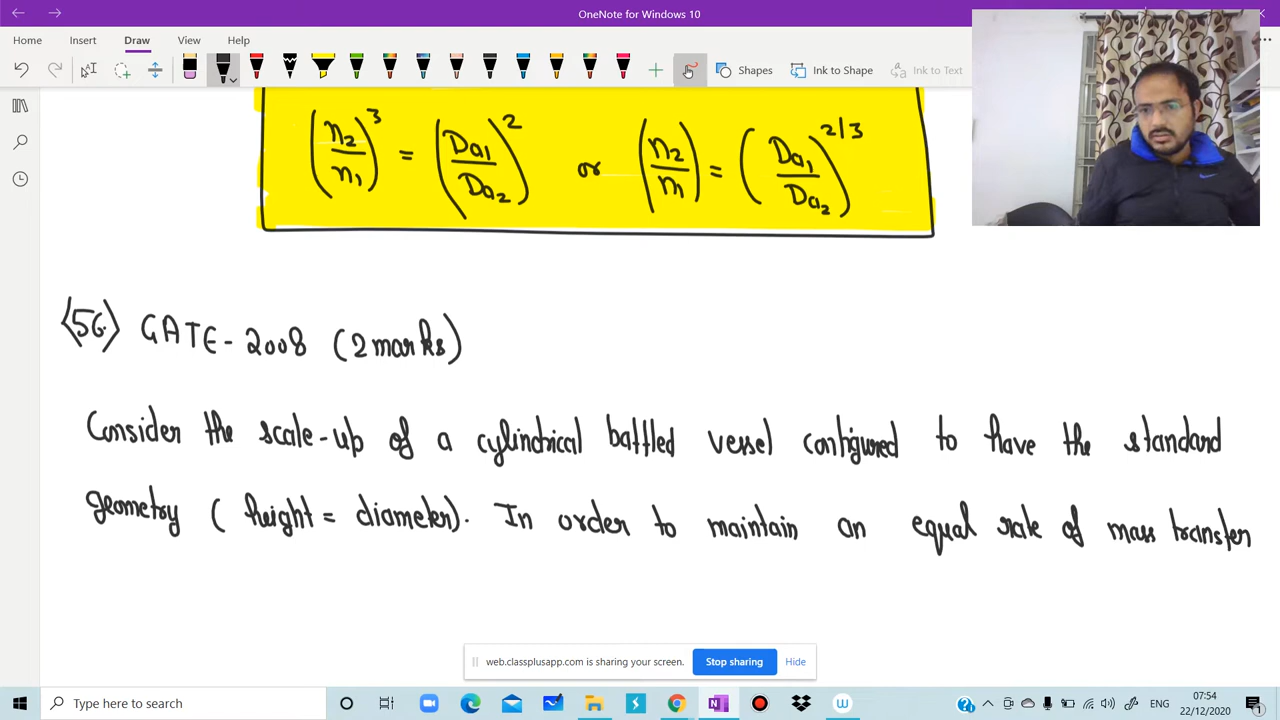 OneNote for Windows 10
Home Insert Draw View Help
Shapes Ink to Shape Ink to Text
(n2/n1)^3 = (Da1/Da2)^2 or (n2/n1) = (Da1/Da2)^2/3
<56> GATE-2008 (2 marks)
Consider the scale-up of a cylindrical baffled vessel configured to have the standard
geometry ( height = diameter). In order to maintain an equal rate of mass transfer
web.classplusapp.com is sharing your screen. Stop sharing Hide
Type here to search
ENG
07:54
22/12/2020